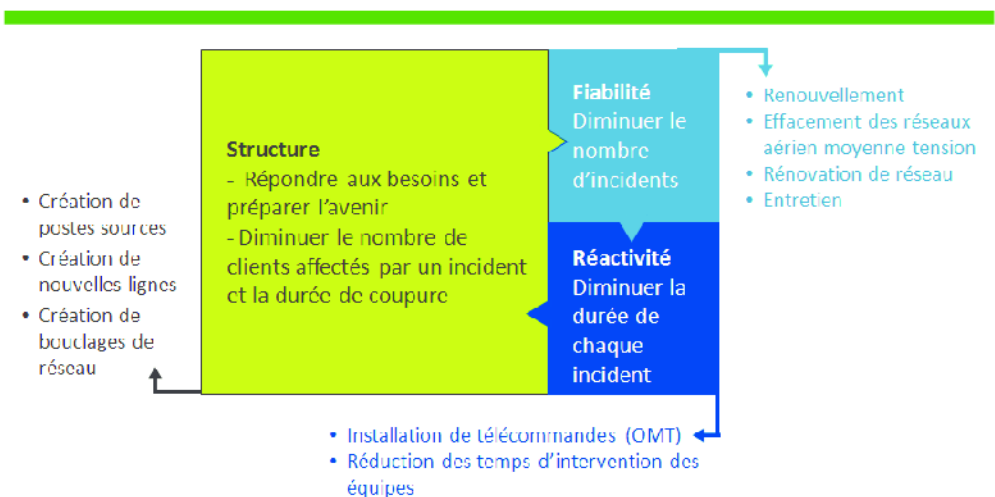 Structure
- Répondre aux besoins et
préparer l'avenir
- Diminuer le nombre de
clients affectés par un incident
et la durée de coupure
Fiabilité
Diminuer le
nombre
d'incidents
Réactivité
Diminuer la
durée de
chaque
incident
• Renouvellement
• Effacement des réseaux
aérien moyenne tension
• Rénovation de réseau
• Entretien
• Création de
postes sources
• Création de
nouvelles lignes
• Création de
bouclages de
réseau
• Installation de télécommandes (OMT)
• Réduction des temps d'intervention des
équipes